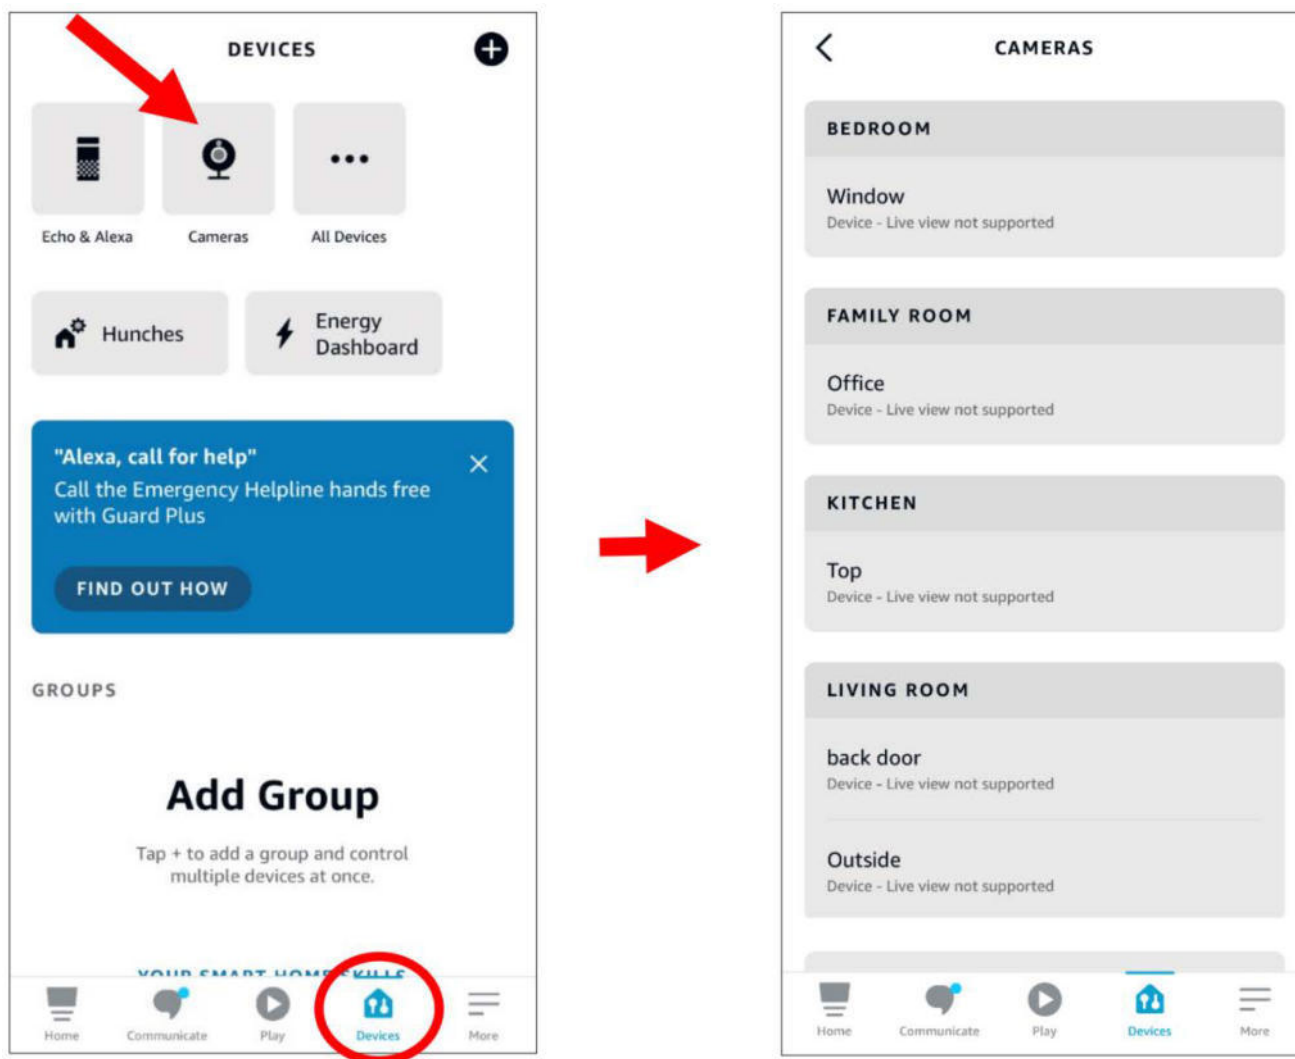 DEVICES
Echo & Alexa
Cameras
All Devices
Hunches
Energy
Dashboard
"Alexa, call for help"
Call the Emergency Helpline hands free
with Guard Plus
FIND OUT HOW
GROUPS
Add Group
Tap + to add a group and control
multiple devices at once.
YOUR SMART HOME SKILLS
Home
Communicate
Play
Devices
More
CAMERAS
BEDROOM
Window
Device - Live view not supported
FAMILY ROOM
Office
Device - Live view not supported
KITCHEN
Top
Device - Live view not supported
LIVING ROOM
back door
Device - Live view not supported
Outside
Device - Live view not supported
Home
Communicate
Play
Devices
More